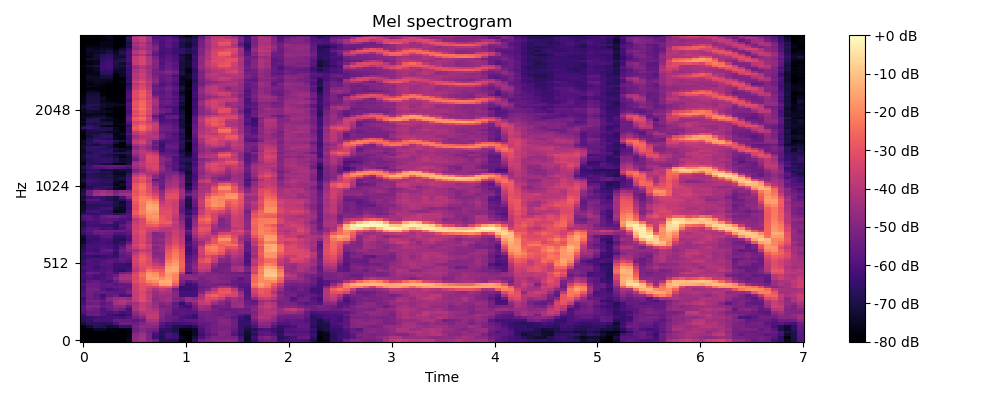 Mel spectrogram
+0 dB
-10 dB
-20 dB
-30 dB
-40 dB
-50 dB
-60 dB
-70 dB
-80 dB
2048
1024
512
0
Hz
0 1 2 3 4 5 6 7
Time